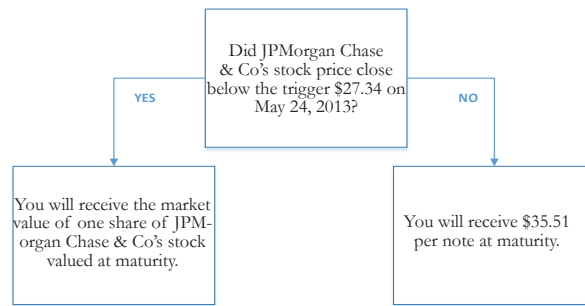 Did JPMorgan Chase
& Co’s stock price close
below the trigger $27.34 on
May 24, 2013?
YES
NO
You will receive the market
value of one share of JPM-
organ Chase & Co’s stock
valued at maturity.
You will receive $35.51
per note at maturity.